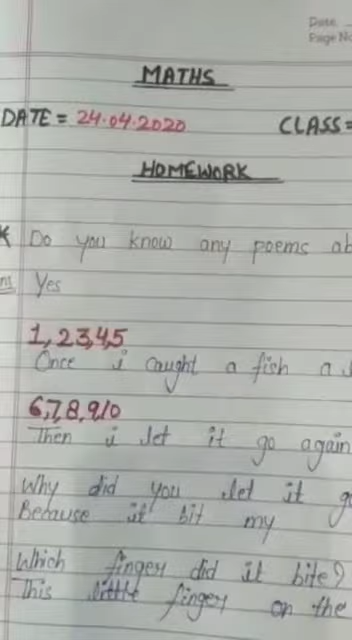 Date
Page No
MATHS
DATE = 24.04.2020 CLASS =
HOMEWORK
Do you know any poems ab
Ans Yes
1, 2 3,4,5
Once i caught a fish a
6,7,8,9,10
Then i let it go again
Why did you let it g
Because it bit my
Which finger did it bite?
This little finger on the